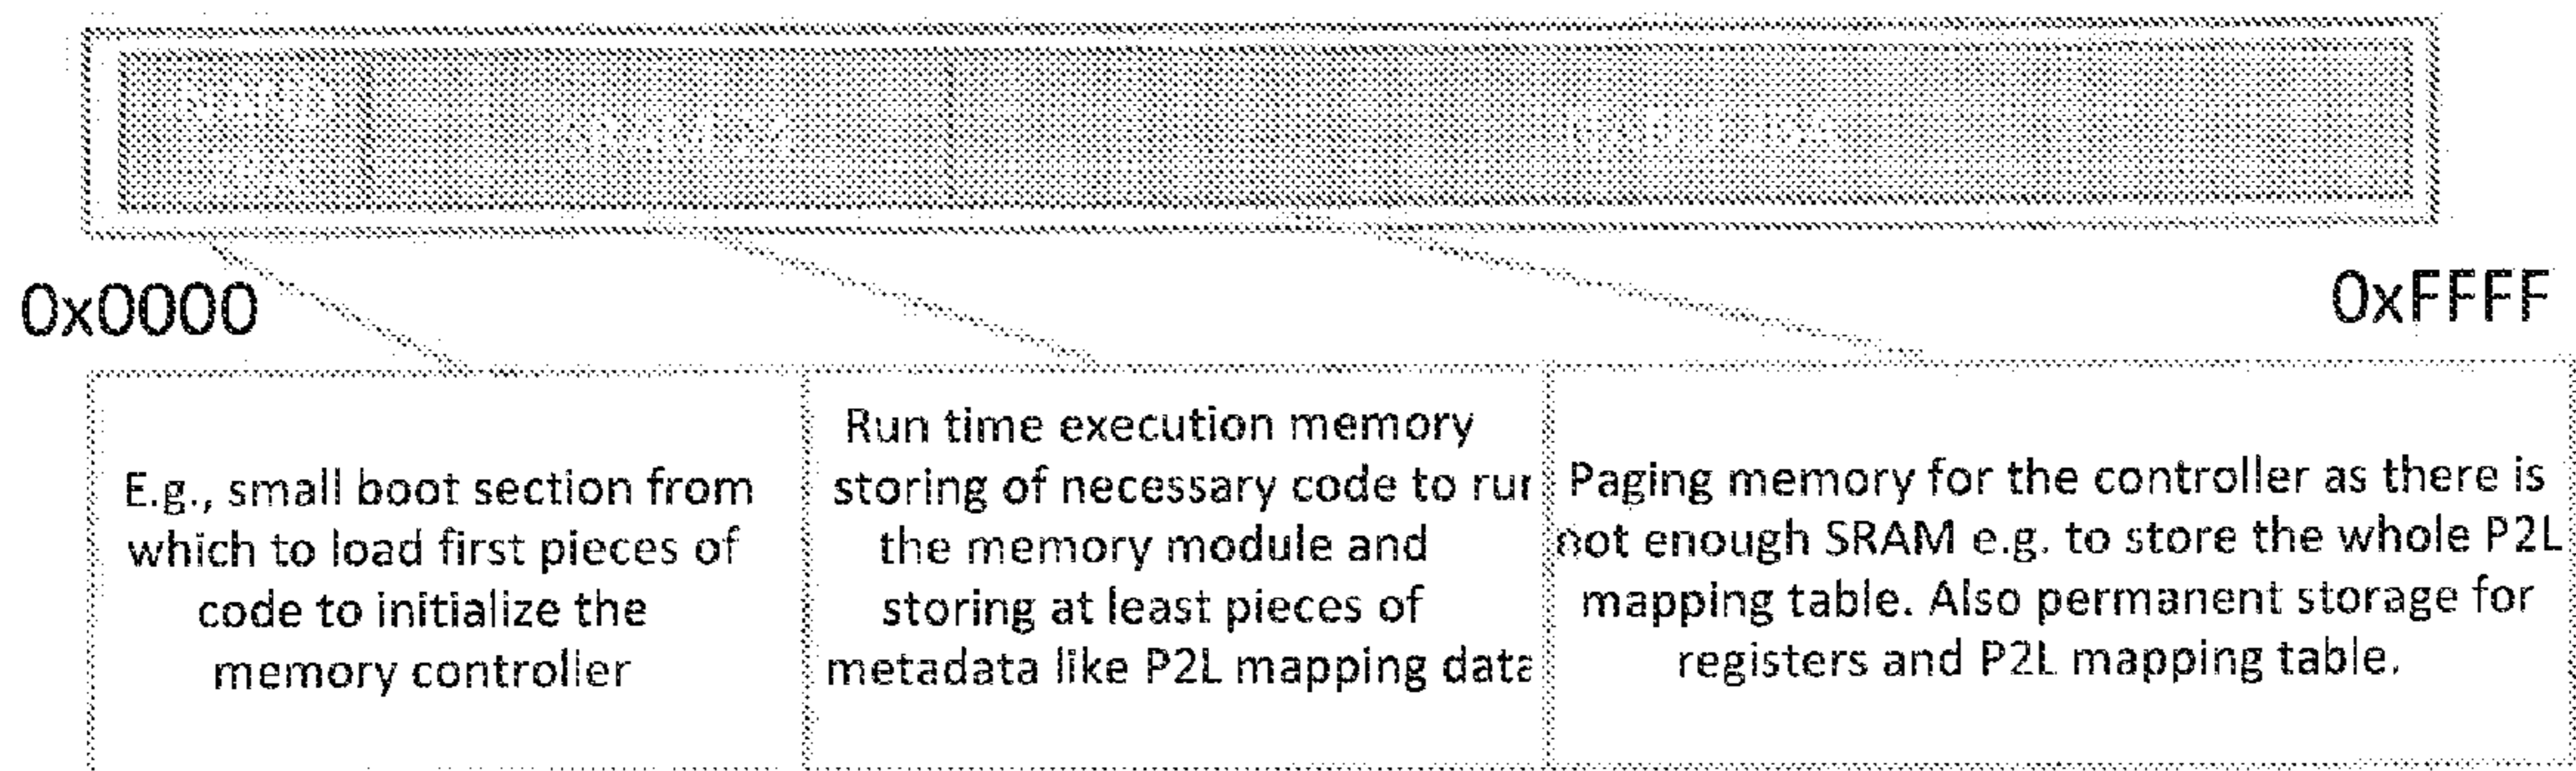 0x0000
0xFFFF
E.g., small boot section from
which to load first pieces of
code to initialize the
memory controller
Run time execution memory
storing of necessary code to run
the memory module and
storing at least pieces of
metadata like P2L mapping data
Paging memory for the controller as there is
not enough SRAM e.g. to store the whole P2L
mapping table. Also permanent storage for
registers and P2L mapping table.